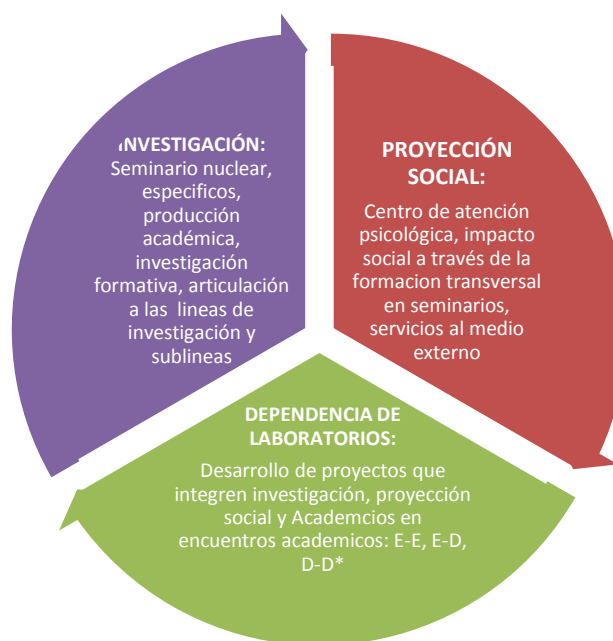 INVESTIGACIÓN:
Seminario nuclear,
especificos,
producción
académica,
investigación
formativa, articulación
a las lineas de
investigación y
sublineas
PROYECCIÓN
SOCIAL:
Centro de atención
psicológica, impacto
social a través de la
formacion transversal
en seminarios,
servicios al medio
externo
DEPENDENCIA DE
LABORATORIOS:
Desarrollo de proyectos que
integren investigación, proyección
social y Academcios en
encuentros academicos: E-E, E-D,
D-D*